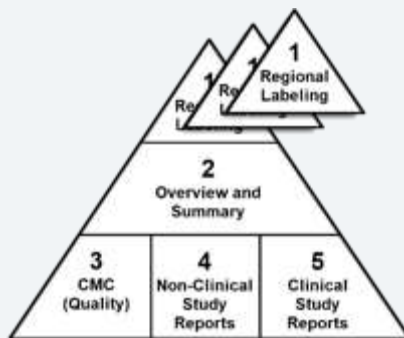 1
Regional
Labeling
2
Overview and
Summary
3
CMC
(Quality)
4
Non-Clinical
Study
Reports
5
Clinical
Study
Reports